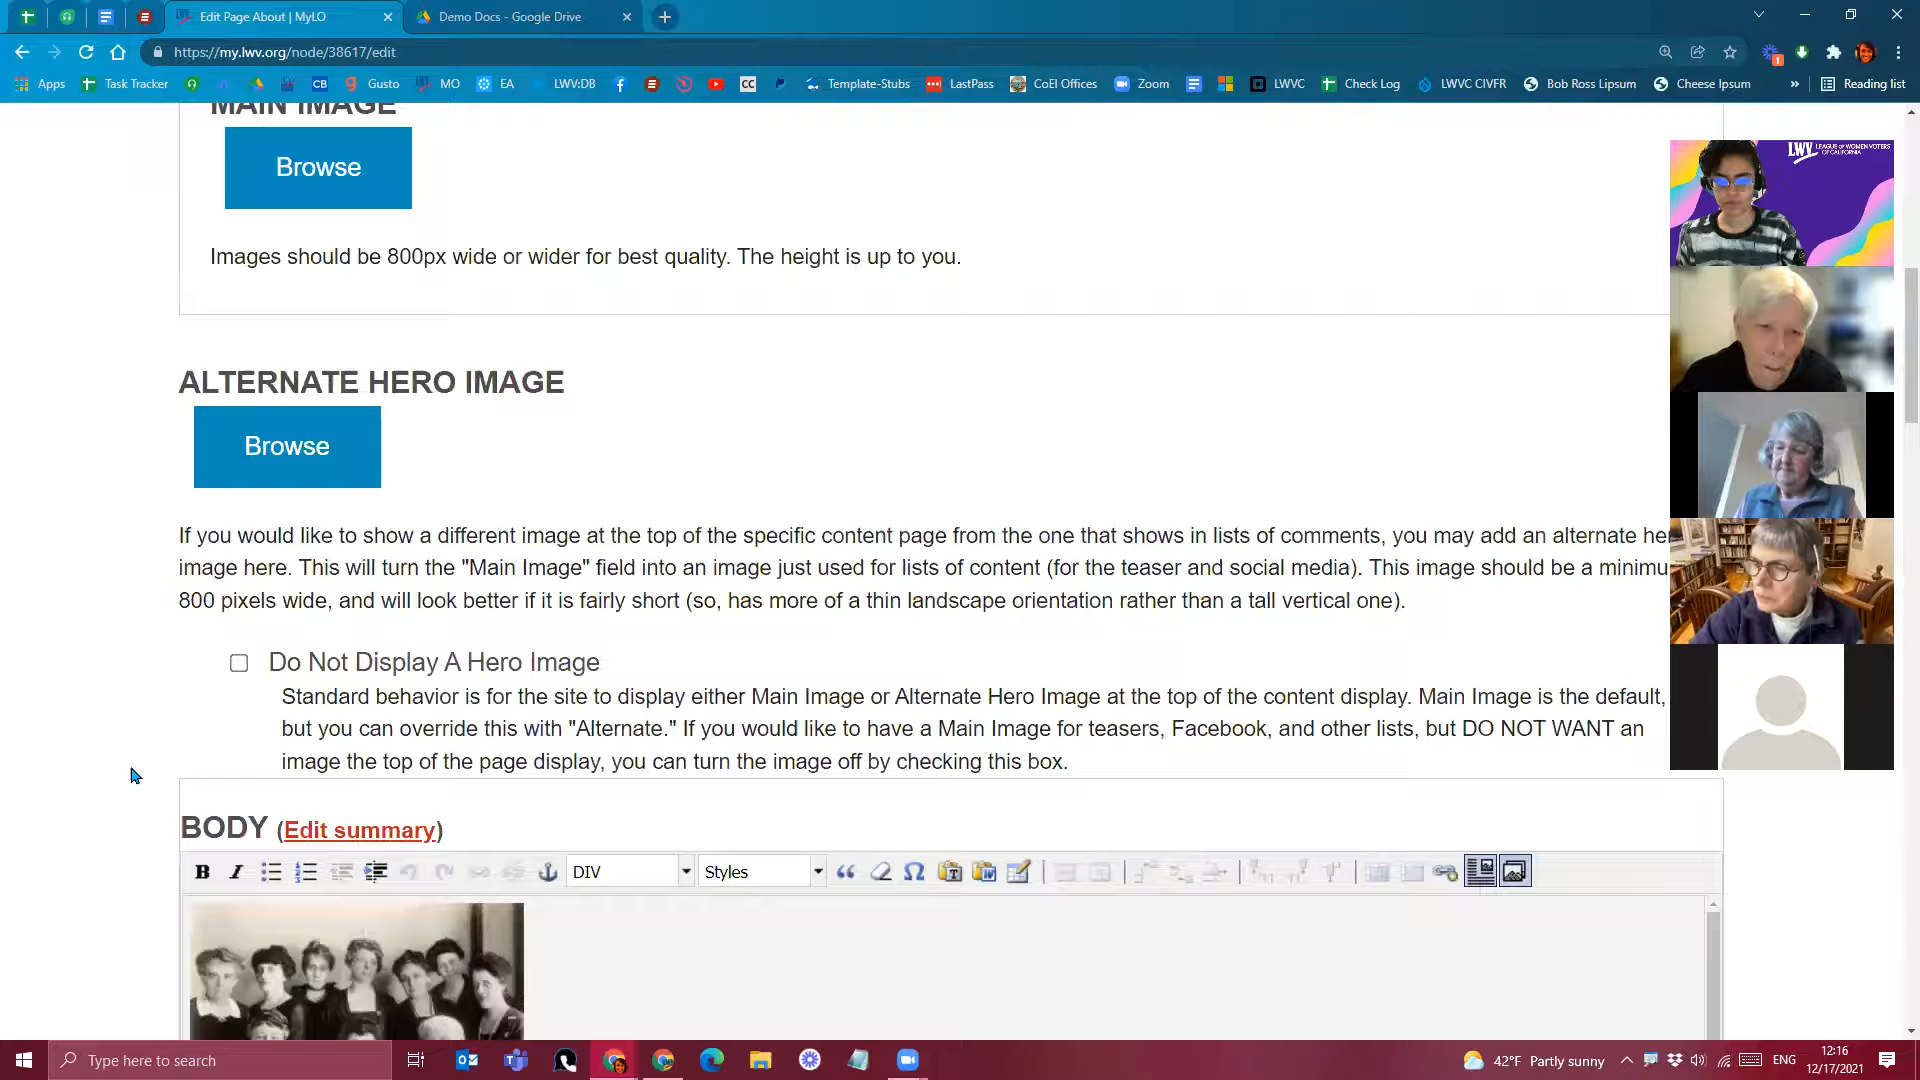 Edit Page About | MyLO
Demo Docs - Google Drive
https://my.lwv.org/node/38617/edit
Apps
Task Tracker
CB
Gusto
MO
EA
LWV:DB
CC
Template-Stubs
LastPass
CoEI Offices
Zoom
LWVC
Check Log
LWVC CIVFR
Bob Ross Lipsum
Cheese Ipsum
Reading list
MAIN IMAGE
Browse
Images should be 800px wide or wider for best quality. The height is up to you.
LWV LEAGUE OF WOMEN VOTERS
OF CALIFORNIA
ALTERNATE HERO IMAGE
Browse
If you would like to show a different image at the top of the specific content page from the one that shows in lists of comments, you may add an alternate her
image here. This will turn the "Main Image" field into an image just used for lists of content (for the teaser and social media). This image should be a minimu
800 pixels wide, and will look better if it is fairly short (so, has more of a thin landscape orientation rather than a tall vertical one).
Do Not Display A Hero Image
Standard behavior is for the site to display either Main Image or Alternate Hero Image at the top of the content display. Main Image is the default,
but you can override this with "Alternate." If you would like to have a Main Image for teasers, Facebook, and other lists, but DO NOT WANT an
image the top of the page display, you can turn the image off by checking this box.
BODY (Edit summary)
B I DIV Styles
Type here to search
42°F Partly sunny
ENG
12:16
12/17/2021